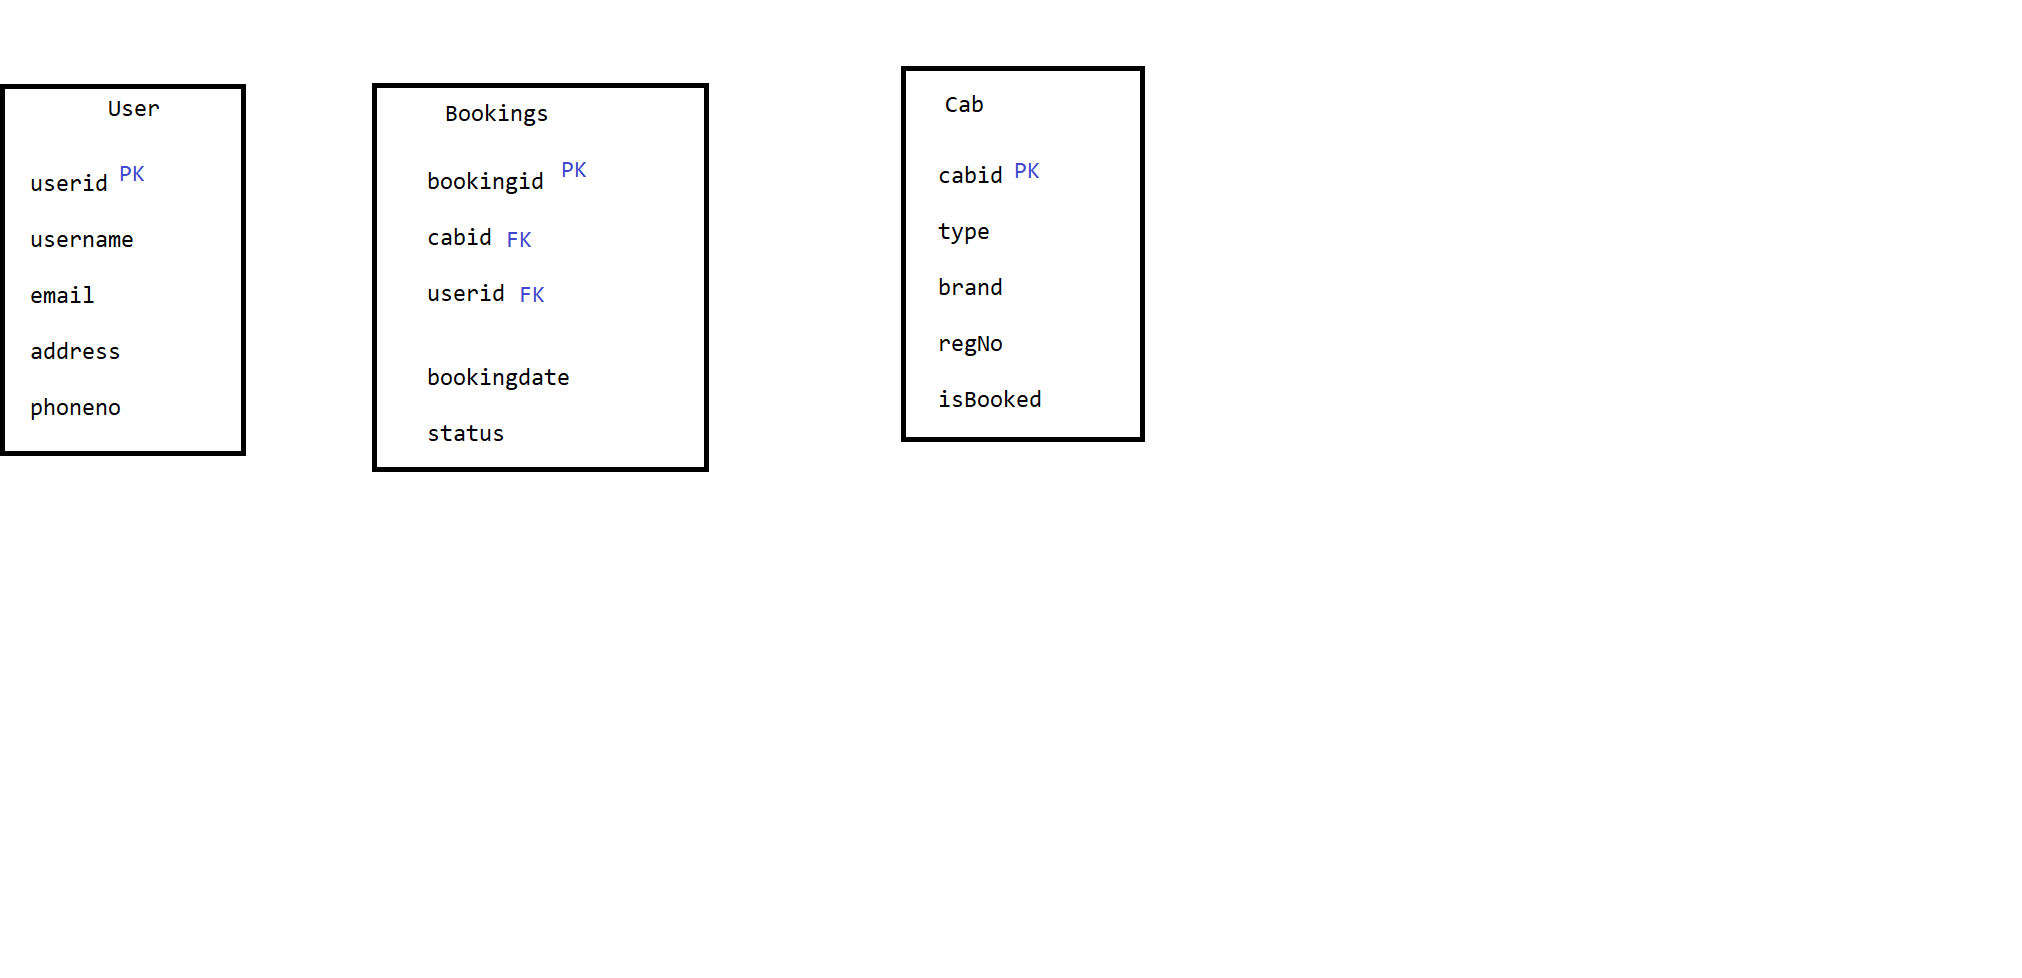 User
userid PK
username
email
address
phoneno
Bookings
bookingid PK
cabid FK
userid FK
bookingdate
status
Cab
cabid PK
type
brand
regNo
isBooked